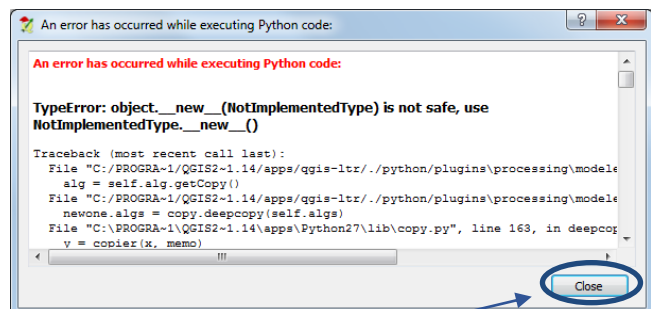 An error has occurred while executing Python code:
An error has occurred while executing Python code:
TypeError: object.__new__(NotImplementedType) is not safe, use
NotImplementedType.__new__()
Traceback (most recent call last):
File "C:/PROGRA~1/QGIS2~1.14/apps/qgis-ltr/./python/plugins\processing\modele
alg = self.alg.getCopy()
File "C:/PROGRA~1/QGIS2~1.14/apps/qgis-ltr/./python/plugins\processing\modele
newone.algs = copy.deepcopy(self.algs)
File "C:\PROGRA~1\QGIS2~1.14\apps\Python27\lib\copy.py", line 163, in deepcop
y = copier(x, memo)
Close